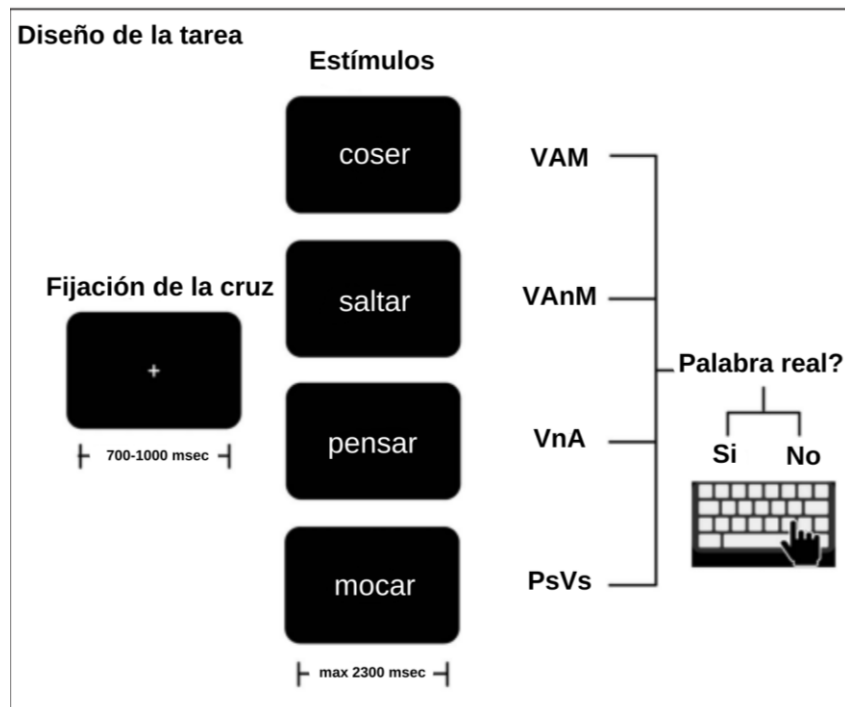 Diseño de la tarea
Estímulos
coser
VAM
saltar
VAnM
Fijación de la cruz
+
700-1000 msec
pensar
VnA
mocar
PsVs
max 2300 msec
Palabra real?
Si No